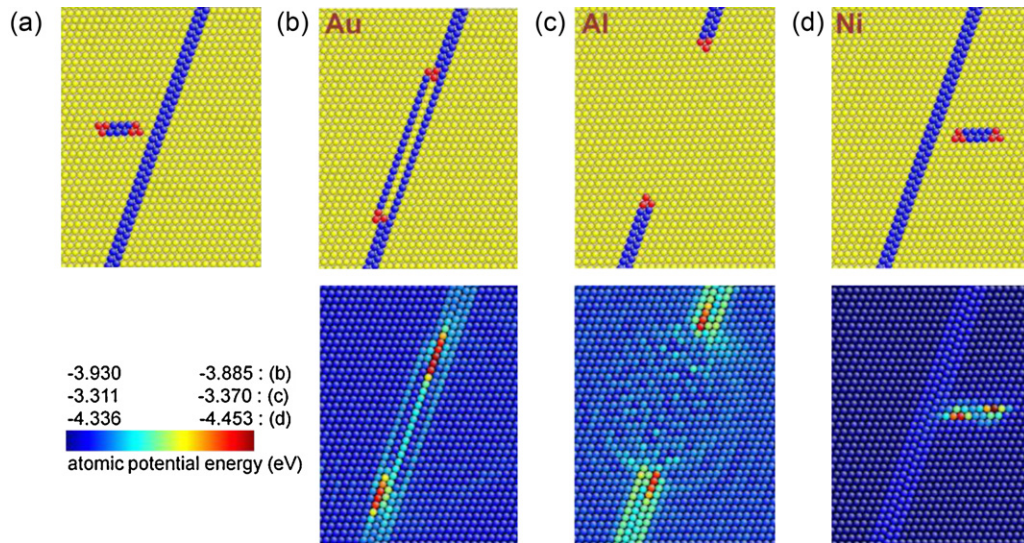 (a)
(b) Au
(c) Al
(d) Ni
-3.930 -3.885 : (b)
-3.311 -3.370 : (c)
-4.336 -4.453 : (d)
atomic potential energy (eV)